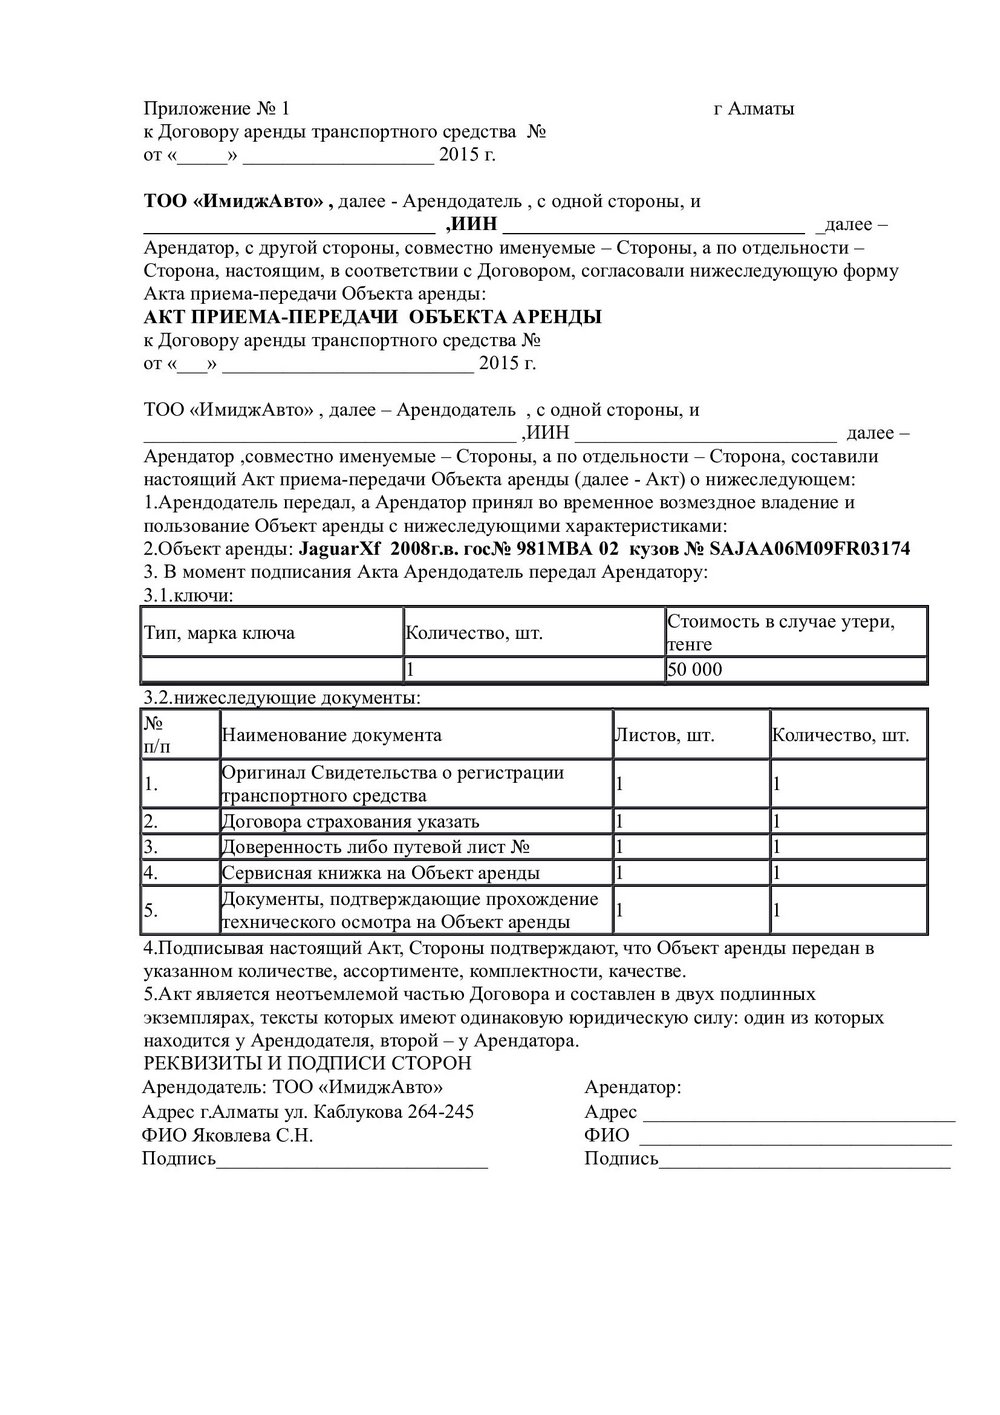 Приложение № 1 г Алматы
к Договору аренды транспортного средства №
от «_____» ___________________ 2015 г.
ТОО «ИмиджАвто» , далее - Арендодатель , с одной стороны, и
_____________________________ ,ИИН ______________________________ _далее –
Арендатор, с другой стороны, совместно именуемые – Стороны, а по отдельности –
Сторона, настоящим, в соответствии с Договором, согласовали нижеследующую форму
Акта приема-передачи Объекта аренды:
АКТ ПРИЕМА-ПЕРЕДАЧИ ОБЪЕКТА АРЕНДЫ
к Договору аренды транспортного средства №
от «___» _________________________ 2015 г.
ТОО «ИмиджАвто» , далее – Арендодатель , с одной стороны, и
_____________________________________ ,ИИН __________________________ далее –
Арендатор ,совместно именуемые – Стороны, а по отдельности – Сторона, составили
настоящий Акт приема-передачи Объекта аренды (далее - Акт) о нижеследующем:
1.Арендодатель передал, а Арендатор принял во временное возмездное владение и
пользование Объект аренды с нижеследующими характеристиками:
2.Объект аренды: JaguarXf 2008г.в. гос№ 981МВА 02 кузов № SAJAA06M09FR03174
3. В момент подписания Акта Арендодатель передал Арендатору:
3.1.ключи:
Тип, марка ключа Количество, шт. Стоимость в случае утери,
тенге
1 50 000
3.2.нижеследующие документы:
№
п/п Наименование документа Листов, шт. Количество, шт.
1. Оригинал Свидетельства о регистрации
транспортного средства 1 1
2. Договора страхования указать 1 1
3. Доверенность либо путевой лист № 1 1
4. Сервисная книжка на Объект аренды 1 1
5. Документы, подтверждающие прохождение
технического осмотра на Объект аренды 1 1
4.Подписывая настоящий Акт, Стороны подтверждают, что Объект аренды передан в
указанном количестве, ассортименте, комплектности, качестве.
5.Акт является неотъемлемой частью Договора и составлен в двух подлинных
экземплярах, тексты которых имеют одинаковую юридическую силу: один из которых
находится у Арендодателя, второй – у Арендатора.
РЕКВИЗИТЫ И ПОДПИСИ СТОРОН
Арендодатель: ТОО «ИмиджАвто» Арендатор:
Адрес г.Алматы ул. Каблукова 264-245 Адрес _______________________________
ФИО Яковлева С.Н. ФИО _______________________________
Подпись___________________________ Подпись_____________________________